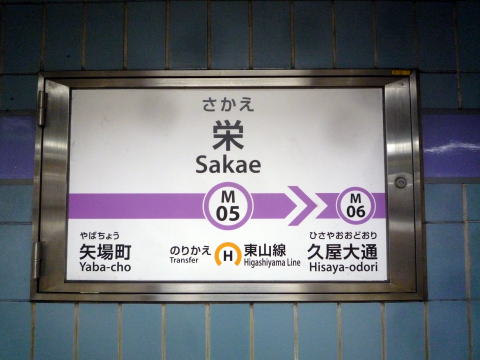 さかえ
栄
Sakae
M
05
M
06
やばちょう
矢場町
Yaba-cho
のりかえ
Transfer
H
東山線
Higashiyama Line
ひさやおおどおり
久屋大通
Hisaya-odori